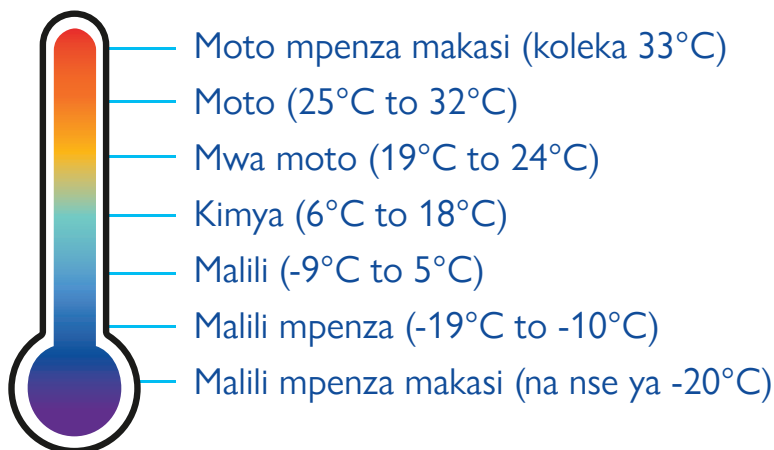 Moto mpenza makasi (koleka 33°C)
Moto (25°C to 32°C)
Mwa moto (19°C to 24°C)
Kimya (6°C to 18°C)
Malili (-9°C to 5°C)
Malili mpenza (-19°C to -10°C)
Malili mpenza makasi (na nse ya -20°C)